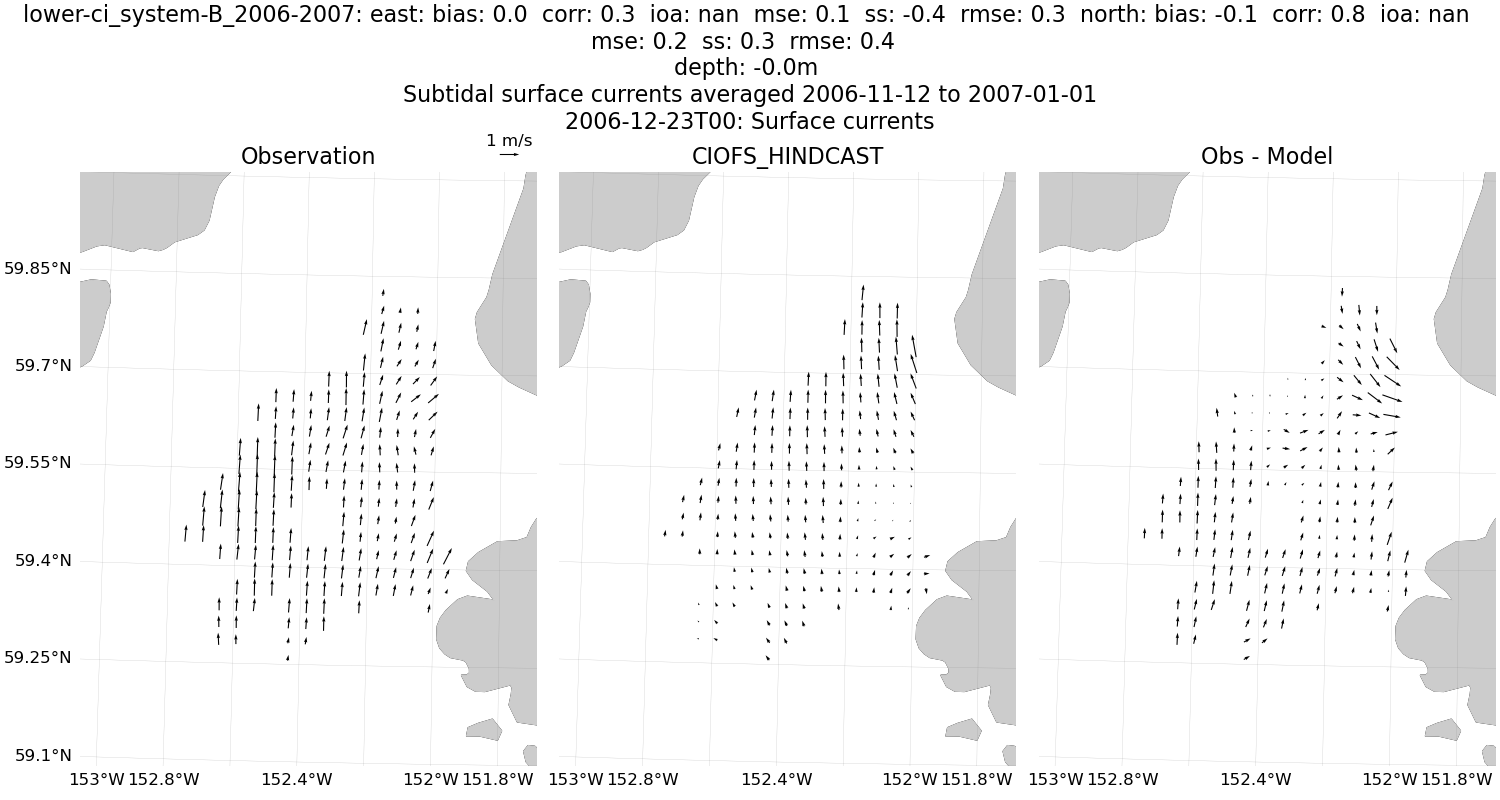 lower-ci_system-B_2006-2007: east: bias: 0.0  corr: 0.3  ioa: nan  mse: 0.1  ss: -0.4  rmse: 0.3  north: bias: -0.1  corr: 0.8  ioa: nan
mse: 0.2  ss: 0.3  rmse: 0.4
depth: -0.0m
Subtidal surface currents averaged 2006-11-12 to 2007-01-01
2006-12-23T00: Surface currents
1 m/s
Observation
CIOFS_HINDCAST
Obs - Model
59.85°N
59.7°N
59.55°N
59.4°N
59.25°N
59.1°N
153°W 152.8°W 152.4°W 152°W 151.8°W
153°W 152.8°W 152.4°W 152°W 151.8°W
153°W 152.8°W 152.4°W 152°W 151.8°W